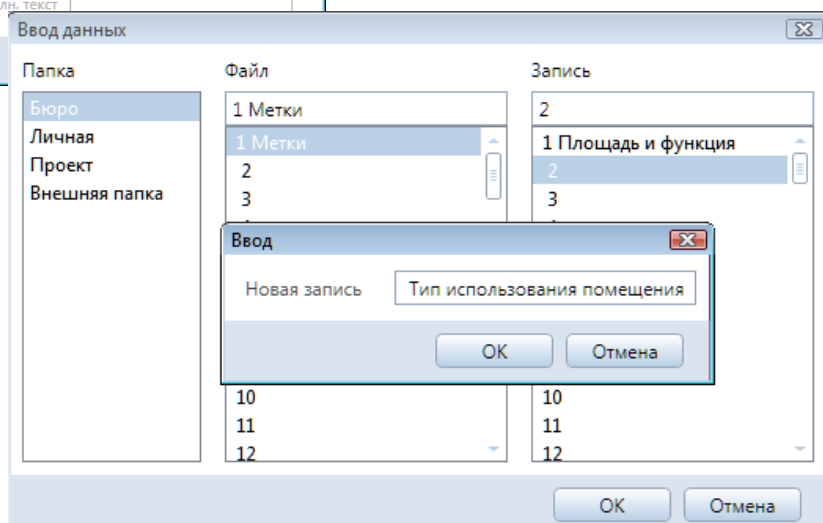 лн. текст
Ввод данных
Папка
Файл
Запись
Бюро
Личная
Проект
Внешняя папка
1 Метки
1 Метки
2
3
10
11
12
2
1 Площадь и функция
2
3
10
11
12
Ввод
Новая запись
Тип использования помещения
OK
Отмена
OK
Отмена